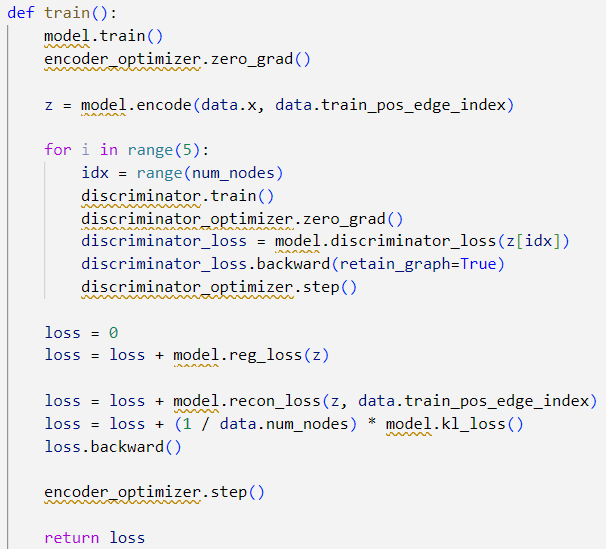 def train():
    model.train()
    encoder_optimizer.zero_grad()
    z = model.encode(data.x, data.train_pos_edge_index)
    for i in range(5):
        idx = range(num_nodes)
        discriminator.train()
        discriminator_optimizer.zero_grad()
        discriminator_loss = model.discriminator_loss(z[idx])
        discriminator_loss.backward(retain_graph=True)
        discriminator_optimizer.step()
    loss = 0
    loss = loss + model.reg_loss(z)
    loss = loss + model.recon_loss(z, data.train_pos_edge_index)
    loss = loss + (1 / data.num_nodes) * model.kl_loss()
    loss.backward()
    encoder_optimizer.step()
    return loss